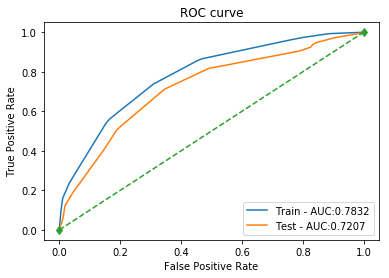 ROC curve
True Positive Rate
1.0
0.8
0.6
0.4
0.2
0.0
Train - AUC:0.7832
Test - AUC:0.7207
0.0 0.2 0.4 0.6 0.8 1.0
False Positive Rate